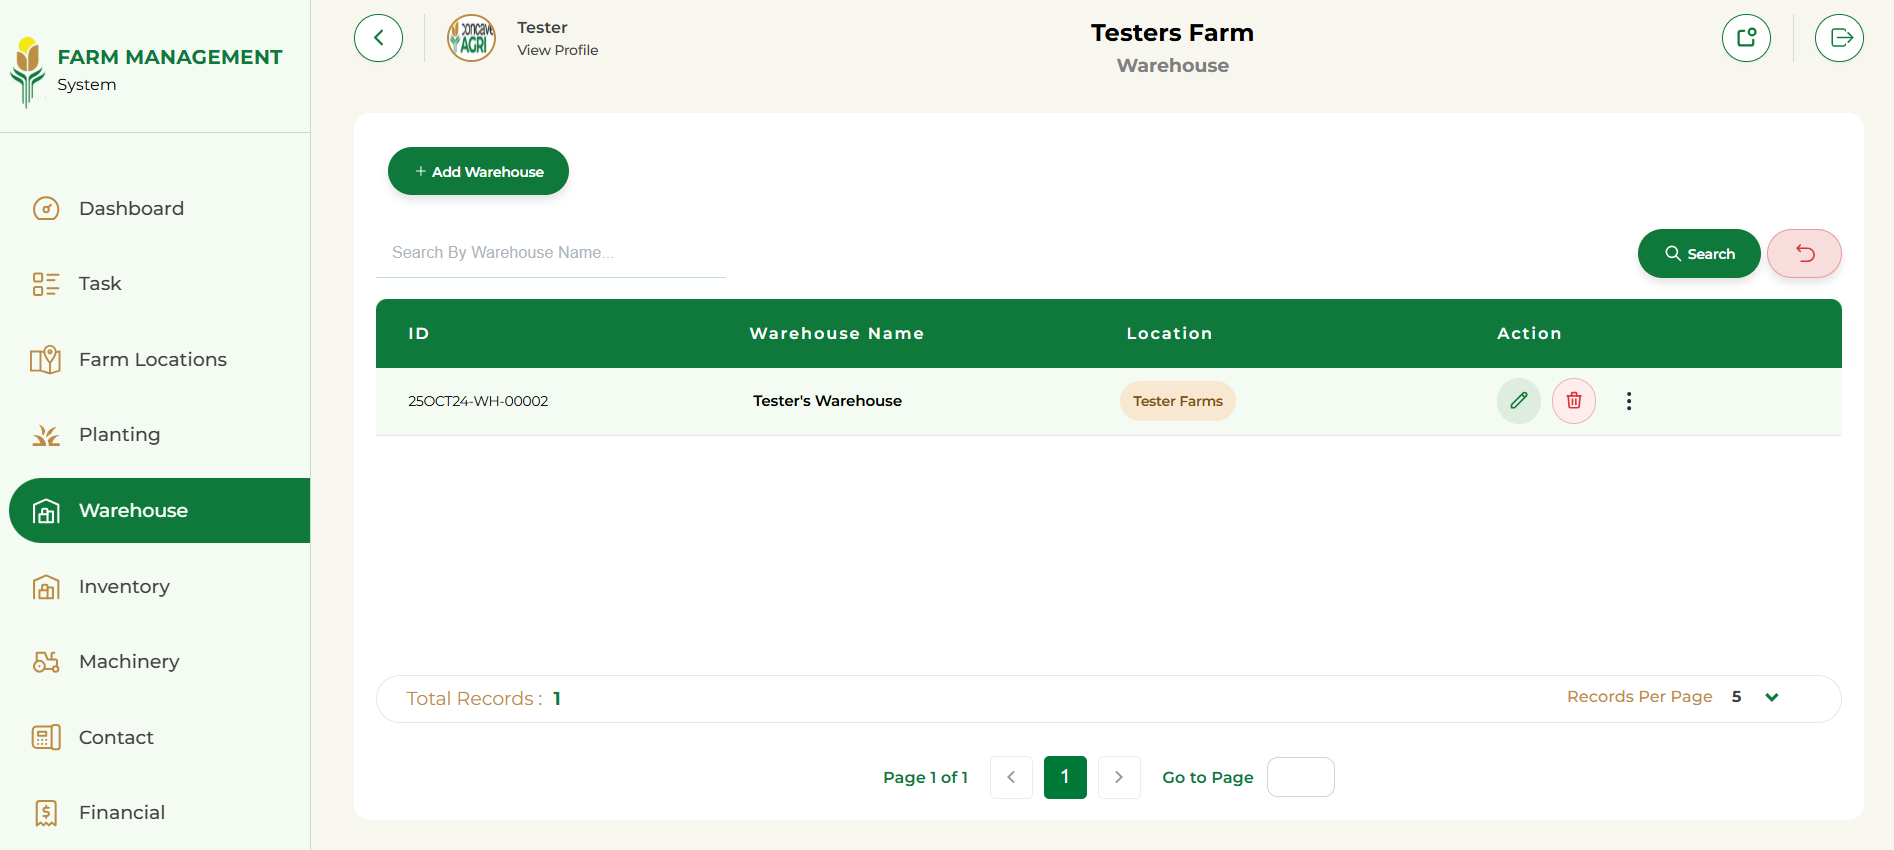 FARM MANAGEMENT
System
Dashboard
Task
Farm Locations
Planting
Warehouse
Inventory
Machinery
Contact
Financial
CONCAVE
AGRI
Tester
View Profile
Testers Farm
Warehouse
+ Add Warehouse
Search By Warehouse Name...
Search
ID Warehouse Name Location Action
25OCT24-WH-00002 Tester's Warehouse Tester Farms
Total Records : 1
Records Per Page 5
Page 1 of 1 < 1 > Go to Page